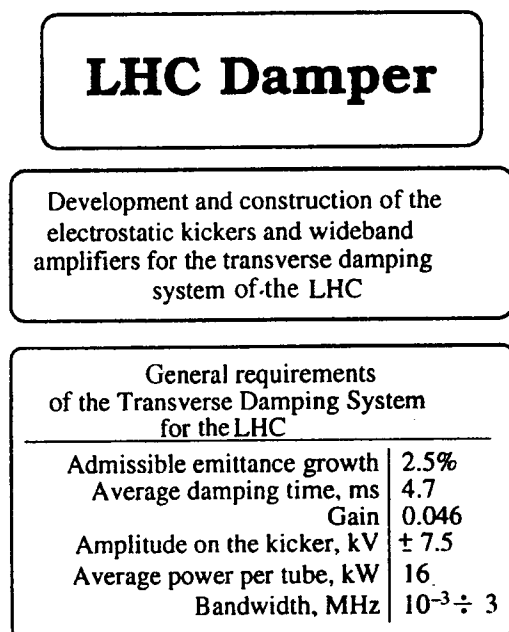 LHC Damper
Development and construction of the
electrostatic kickers and wideband
amplifiers for the transverse damping
system of the LHC
General requirements
of the Transverse Damping System
for the LHC
Admissible emittance growth 2.5%
Average damping time, ms 4.7
Gain 0.046
Amplitude on the kicker, kV ± 7.5
Average power per tube, kW 16
Bandwidth, MHz 10⁻³ ÷ 3